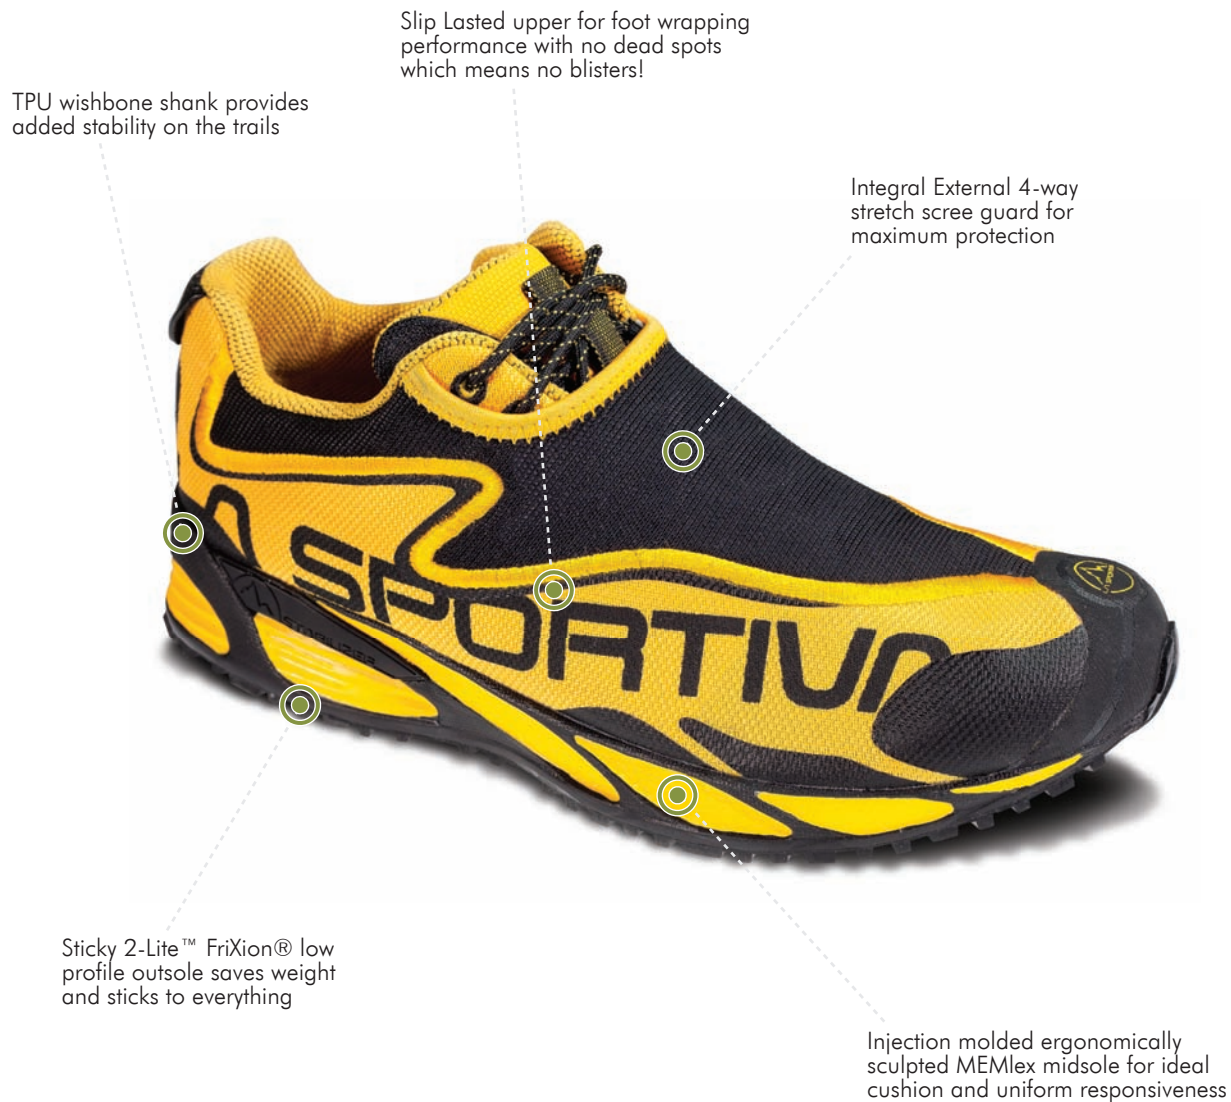 Slip Lasted upper for foot wrapping
performance with no dead spots
which means no blisters!
TPU wishbone shank provides
added stability on the trails
Integral External 4-way
stretch scree guard for
maximum protection
SPORTIVA
Sticky 2-Lite™ FriXion® low
profile outsole saves weight
and sticks to everything
Injection molded ergonomically
sculpted MEMlex midsole for ideal
cushion and uniform responsiveness